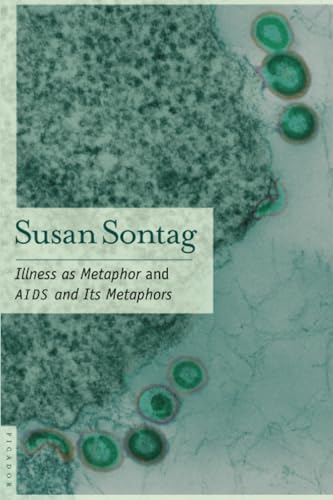 Susan Sontag
Illness as Metaphor and
AIDS and Its Metaphors
PICADOR